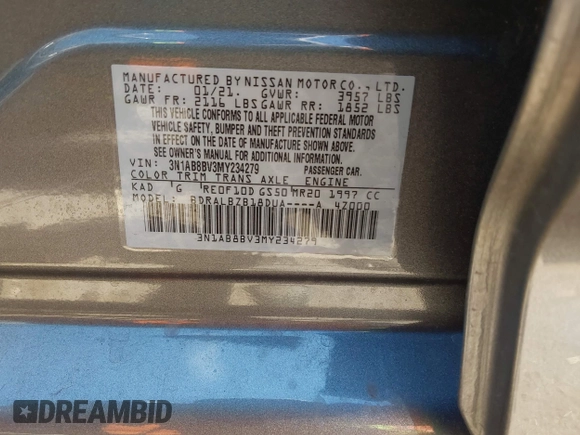 MANUFACTURED BY NISSAN MOTOR CO., LTD.
DATE: 01/21. GVWR: 3957 LBS
GAWR FR: 2116 LBS GAWR RR: 1852 LBS
THIS VEHICLE CONFORMS TO ALL APPLICABLE FEDERAL MOTOR
VEHICLE SAFETY, BUMPER AND THEFT PREVENTION STANDARDS
IN EFFECT ON THE DATE OF MANUFACTURE SHOWN ABOVE.
SEE OWNER'S MANUAL FOR ADDITIONAL INFORMATION.
VIN: 3N1AB8BV3MY234279 PASSENGER CAR.
COLOR TRIM TRANS AXLE ENGINE
KAD G RE0F10D GS50 MR20 1997 CC
MODEL: BDRALBZB18DUA----A 4Z000
3N1AB8BV3MY234279
DREAMBID